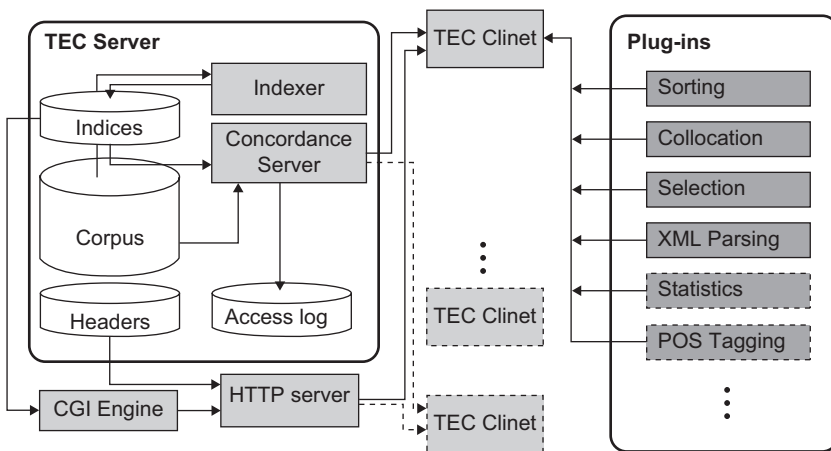 TEC Server
Indexer
Indices
Concordance
Server
Corpus
Headers
Access log
CGI Engine
HTTP server
TEC Clinet
TEC Clinet
TEC Clinet
Plug-ins
Sorting
Collocation
Selection
XML Parsing
Statistics
POS Tagging